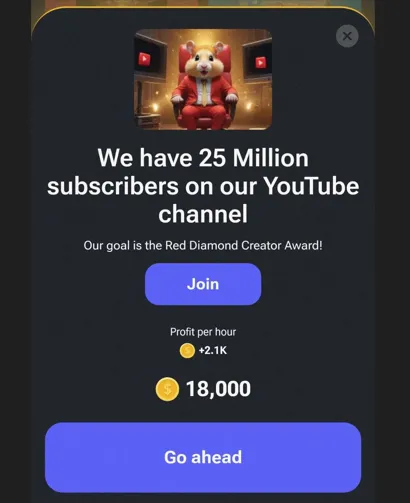 We have 25 Million
subscribers on our YouTube
channel
Our goal is the Red Diamond Creator Award!
Join
Profit per hour
+2.1K
18,000
Go ahead